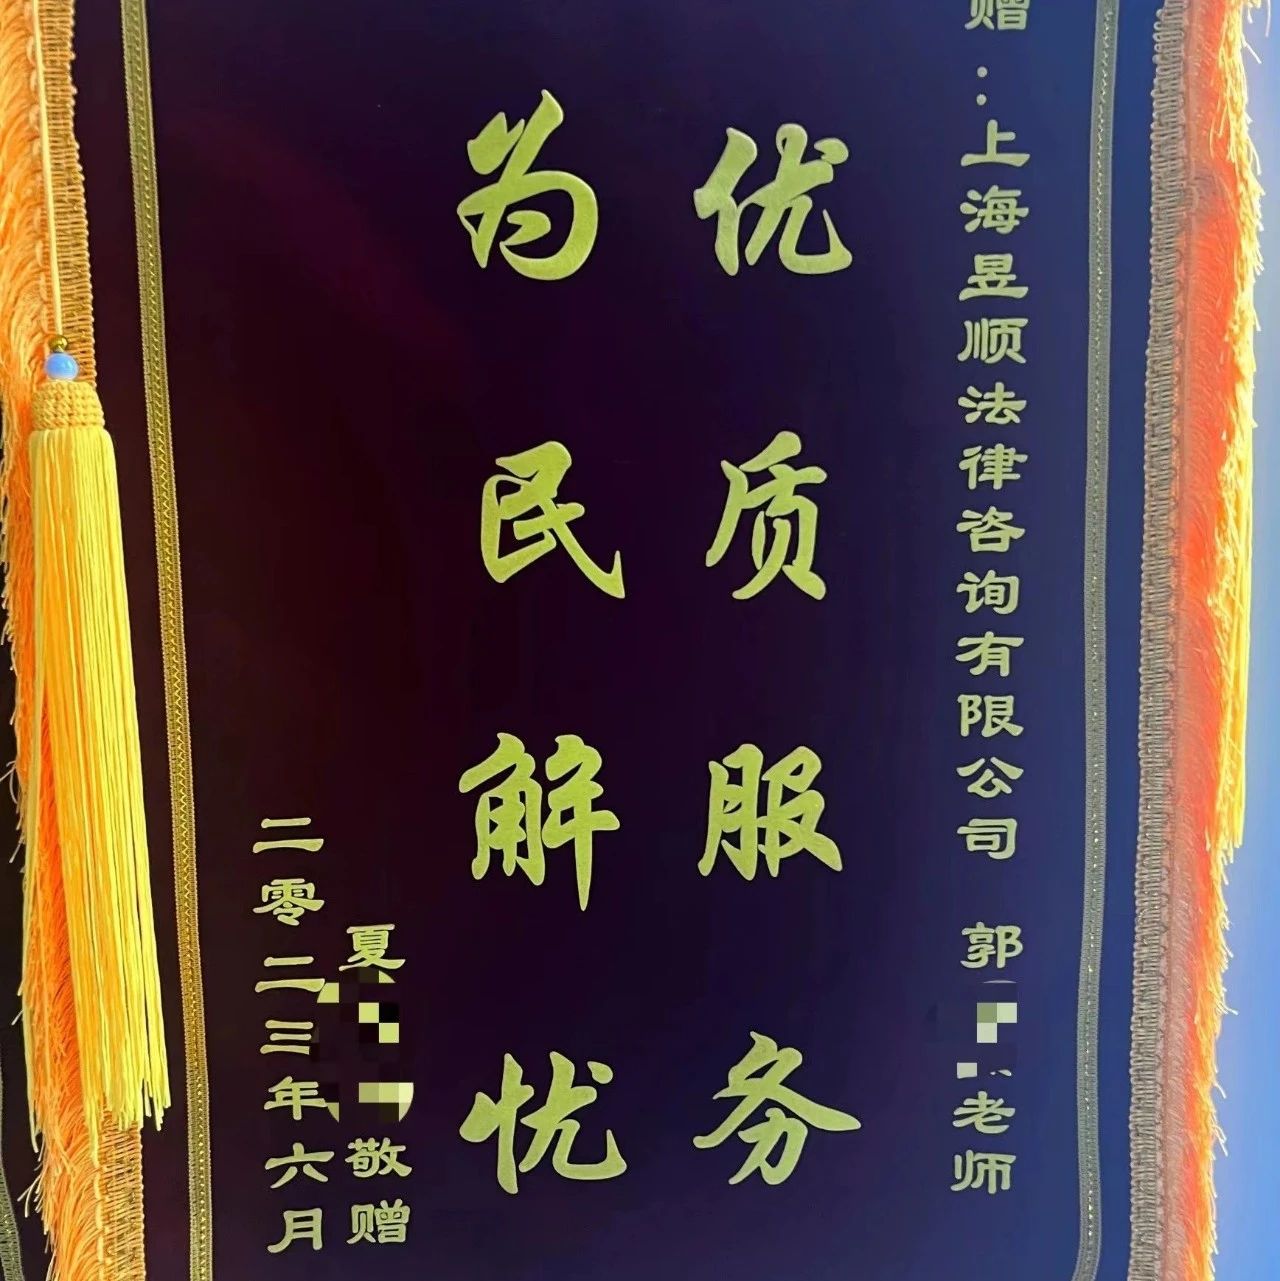 赠：上海昱顺法律咨询有限公司 郭老师
优质服务
为民解忧
夏敬赠
二零二三年六月